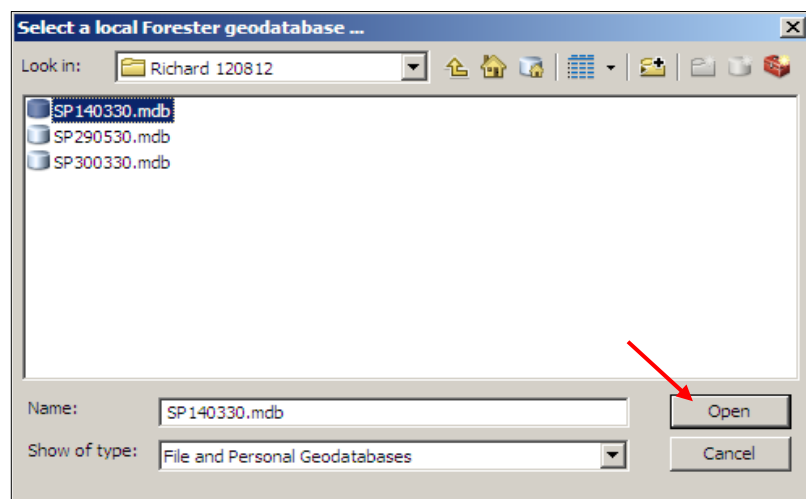 Select a local Forester geodatabase ...
Look in: Richard 120812
SP140330.mdb
SP290530.mdb
SP300330.mdb
Name: SP140330.mdb
Open
Show of type: File and Personal Geodatabases
Cancel